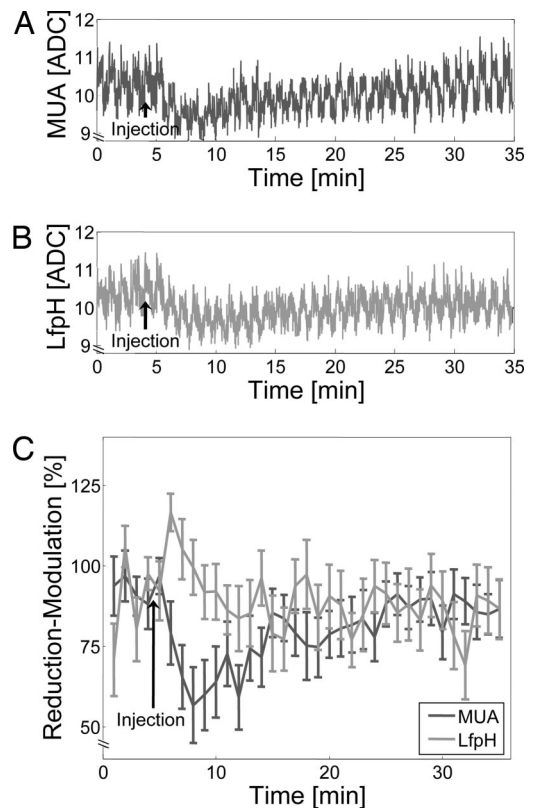 A
MUA [ADC]
12
11
10
9
Injection
0 5 10 15 20 25 30 35
Time [min]
B
LfpH [ADC]
12
11
10
9
Injection
0 5 10 15 20 25 30 35
Time [min]
C
Reduction-Modulation [%]
125
100
75
50
Injection
MUA
LfpH
0 10 20 30
Time [min]